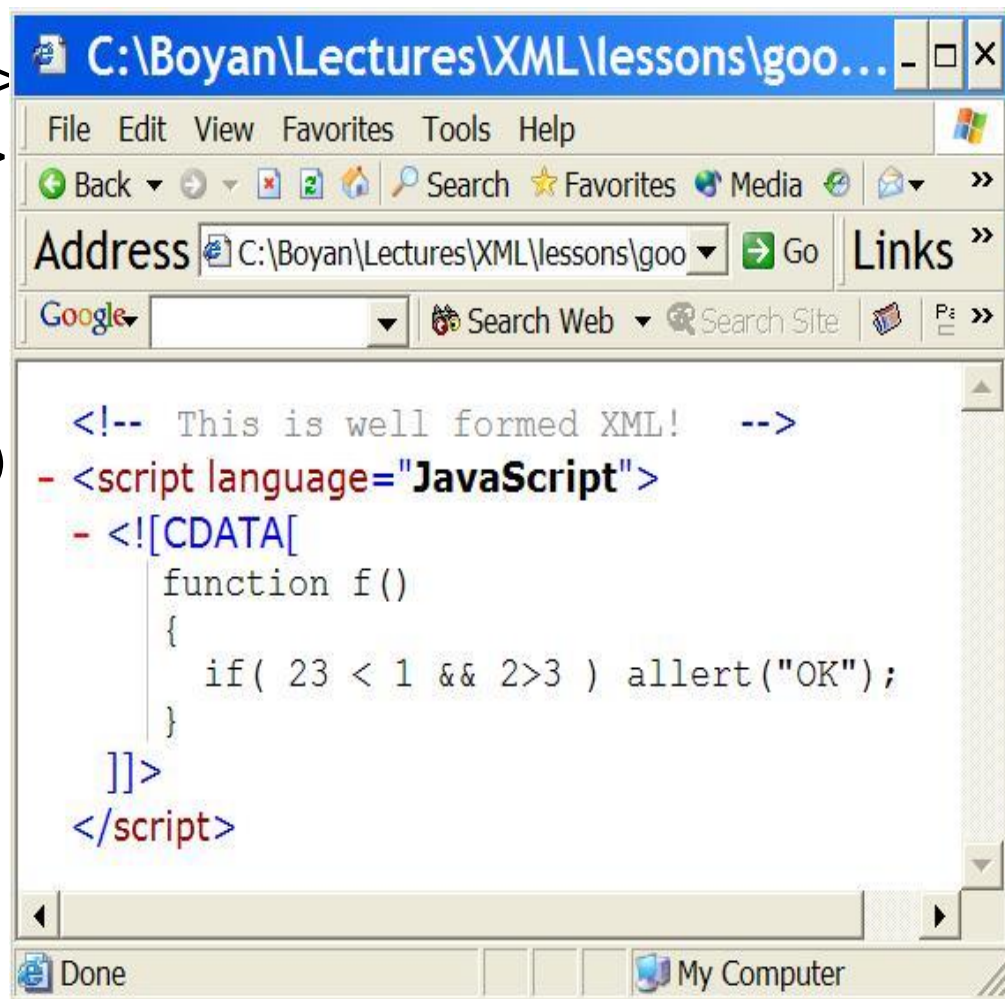 >
C:\Boyan\Lectures\XML\lessons\goo...
File Edit View Favorites Tools Help
>
Back Search Favorites Media »
Address C:\Boyan\Lectures\XML\lessons\goo Go Links »
Google Search Web Search Site »
<!-- This is well formed XML! -->
)
- <script language="JavaScript">
- <![CDATA[
function f()
{
if( 23 < 1 && 2>3 ) allert("OK");
}
]]>
</script>
Done My Computer